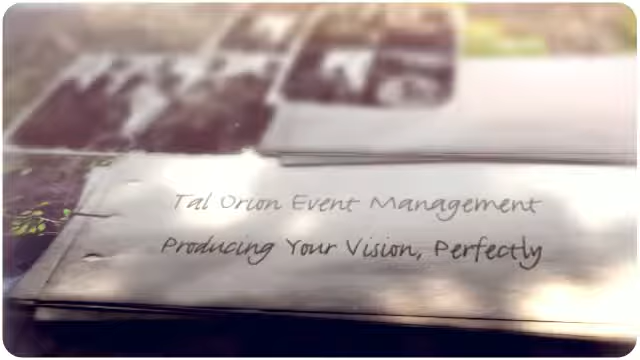 Tal Orion Event Management
Producing Your Vision, Perfectly